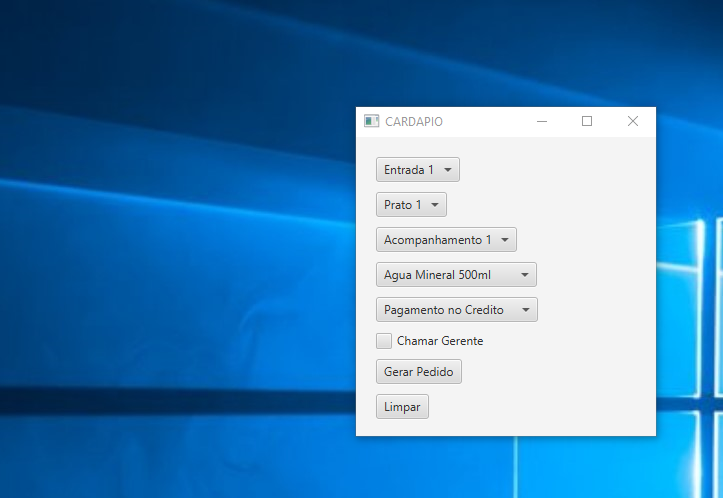 CARDAPIO
Entrada 1
Prato 1
Acompanhamento 1
Agua Mineral 500ml
Pagamento no Credito
Chamar Gerente
Gerar Pedido
Limpar